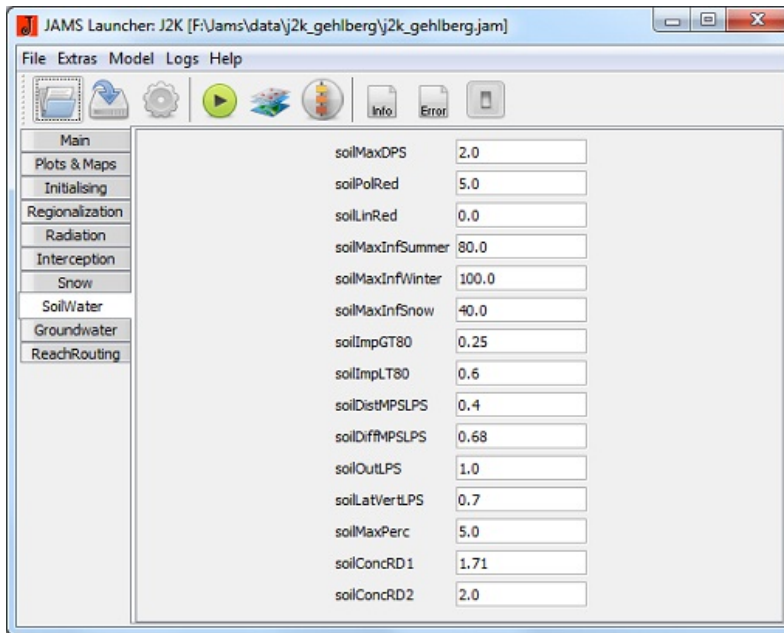 JAMS Launcher: J2K [F:\Jams\data\j2k_gehlberg\j2k_gehlberg.jam]
File Extras Model Logs Help
Info Error
Main
Plots & Maps
Initialising
Regionalization
Radiation
Interception
Snow
SoilWater
Groundwater
ReachRouting
soilMaxDPS 2.0
soilPolRed 5.0
soilLinRed 0.0
soilMaxInfSummer 80.0
soilMaxInfWinter 100.0
soilMaxInfSnow 40.0
soilImpGT80 0.25
soilImpLT80 0.6
soilDistMPSLPS 0.4
soilDiffMPSLPS 0.68
soilOutLPS 1.0
soilLatVertLPS 0.7
soilMaxPerc 5.0
soilConcRD1 1.71
soilConcRD2 2.0